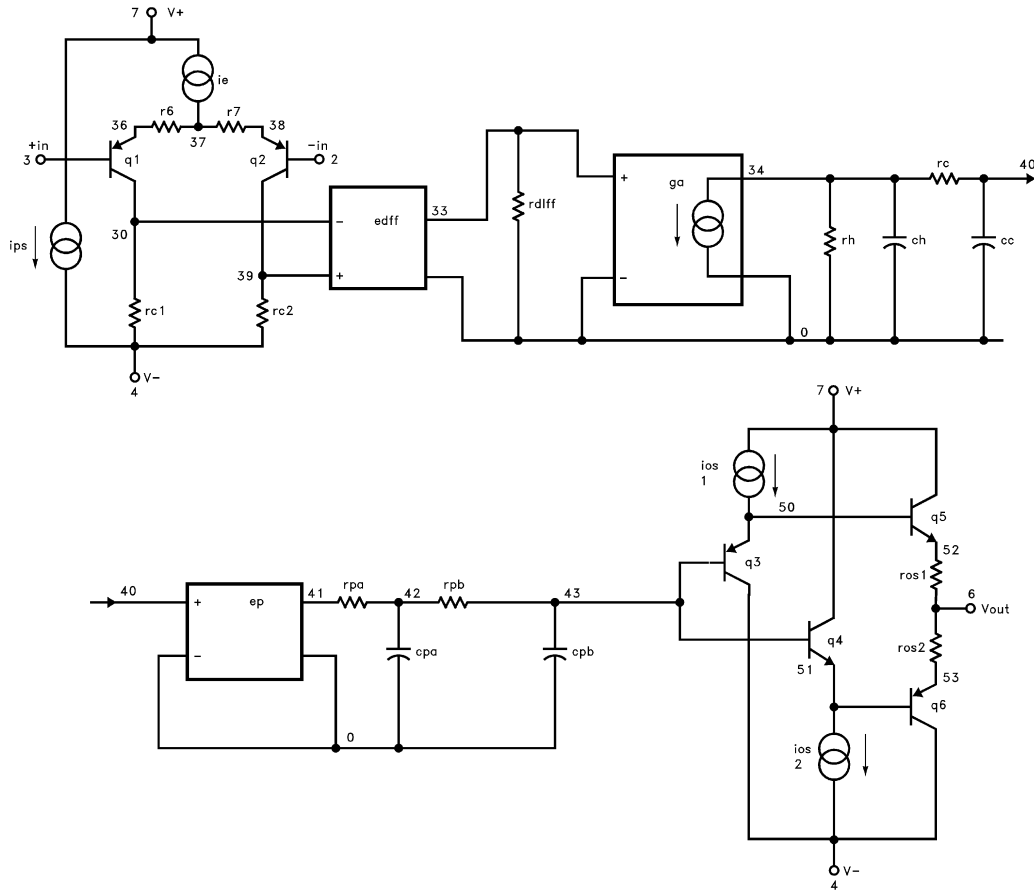 7 V+
ie
r6 r7
36 37 38
+in
3
q1 q2
-in
2
ips
30
39
rc1 rc2
V-
4
- edff
+
33
rdiff
+ ga
-
34
rh ch rc cc
40
0
7 V+
ios
1
50
q3
q5
52
ros1
6
Vout
q4
51
ros2
53
q6
ios
2
V-
4
40
+ ep
-
41 rpa 42 rpb 43
cpa cpb
0